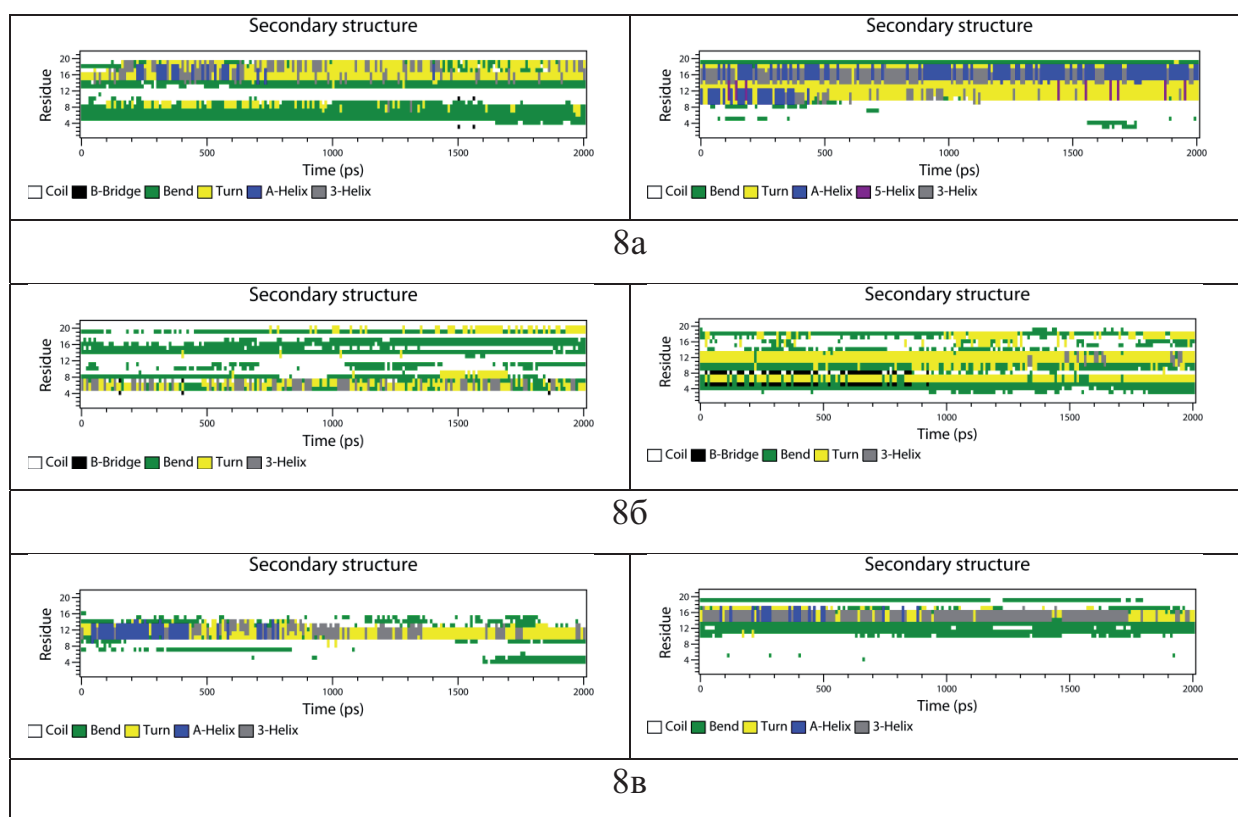 Secondary structure
Residue
20
16
12
8
4
0 500 1000 1500 2000
Time (ps)
Coil B-Bridge Bend Turn A-Helix 3-Helix
Secondary structure
Residue
20
16
12
8
4
0 500 1000 1500 2000
Time (ps)
Coil Bend Turn A-Helix 5-Helix 3-Helix
8а
Secondary structure
Residue
20
16
12
8
4
0 500 1000 1500 2000
Time (ps)
Coil B-Bridge Bend Turn 3-Helix
Secondary structure
Residue
20
16
12
8
4
0 500 1000 1500 2000
Time (ps)
Coil B-Bridge Bend Turn 3-Helix
8б
Secondary structure
Residue
20
16
12
8
4
0 500 1000 1500 2000
Time (ps)
Coil Bend Turn A-Helix 3-Helix
Secondary structure
Residue
20
16
12
8
4
0 500 1000 1500 2000
Time (ps)
Coil Bend Turn A-Helix 3-Helix
8в